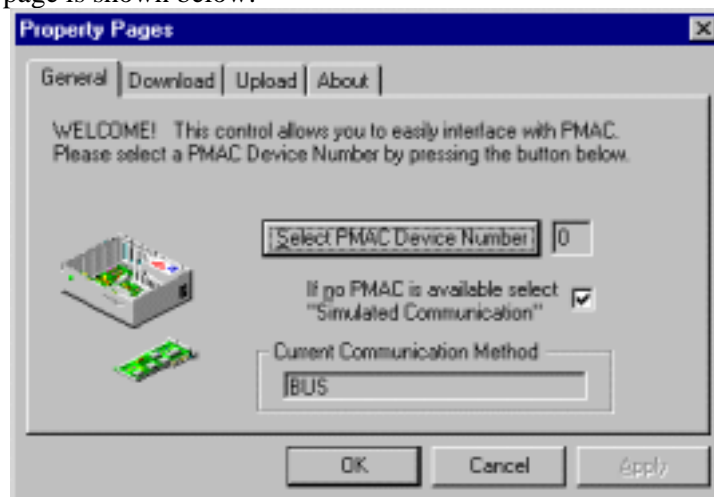 page is shown below:
Property Pages
General Download Upload About
WELCOME! This control allows you to easily interface with PMAC.
Please select a PMAC Device Number by pressing the button below.
Select PMAC Device Number 0
If no PMAC is available select
"Simulated Communication"
Current Communication Method
BUS
OK Cancel Apply